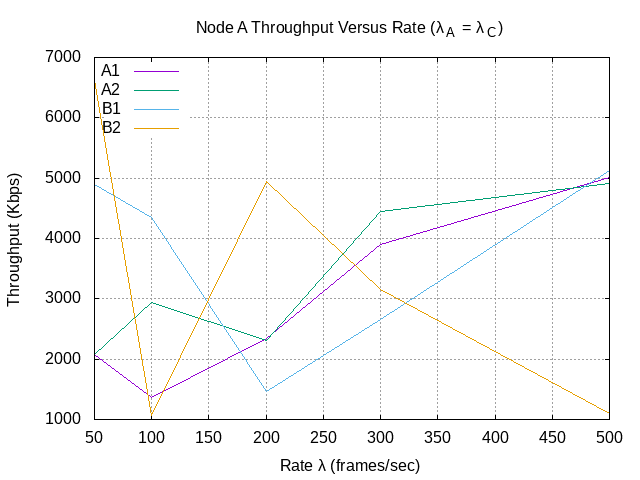 Node A Throughput Versus Rate (λA = λC)
7000
6000
5000
4000
3000
2000
1000
Throughput (Kbps)
A1
A2
B1
B2
50 100 150 200 250 300 350 400 450 500
Rate λ (frames/sec)